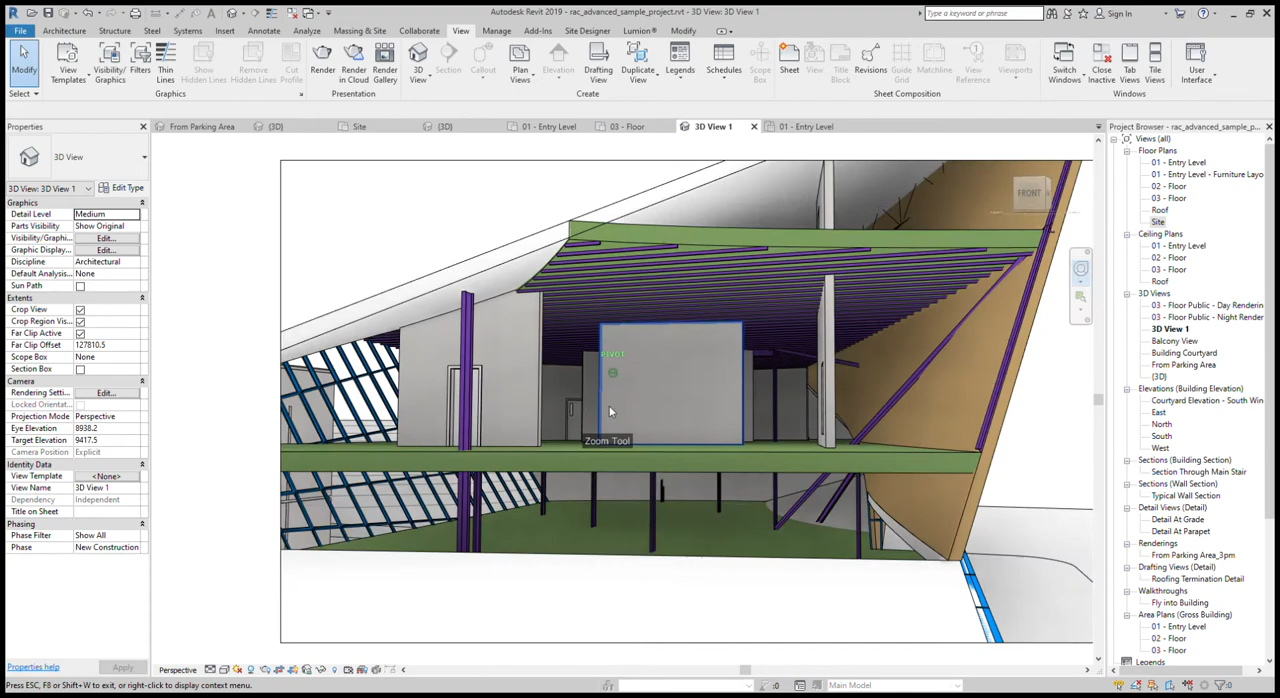 Autodesk Revit 2019 - rac_advanced_sample_project.rvt - 3D View: 3D View 1
Type a keyword or phrase
Sign In
File Architecture Structure Steel Systems Insert Annotate Analyze Massing & Site Collaborate View Manage Add-Ins Site Designer Lumion® Modify
Modify
View Templates
Visibility/ Graphics
Filters
Thin Lines
Show Hidden Lines
Remove Hidden Lines
Cut Profile
Render
Render in Cloud
Render Gallery
3D View
Section
Callout
Plan Views
Elevation
Drafting View
Duplicate View
Legends
Schedules
Scope Box
Sheet
View
Title Block
Revisions
Guide Grid
Matchline
View Reference
Viewports
Switch Windows
Close Inactive
Tab Views
Tile Views
User Interface
Select
Graphics
Presentation
Create
Sheet Composition
Windows
Properties
From Parking Area {3D} Site {3D} 01 - Entry Level 03 - Floor 3D View 1 01 - Entry Level
Project Browser - rac_advanced_sample_p...
3D View
3D View: 3D View 1
Edit Type
Graphics
Detail Level Medium
Parts Visibility Show Original
Visibility/Graphi... Edit...
Graphic Display... Edit...
Discipline Architectural
Default Analysis... None
Sun Path
Extents
Crop View
Crop Region Vis...
Far Clip Active
Far Clip Offset 127810.5
Scope Box None
Section Box
Camera
Rendering Setti... Edit...
Locked Orientat...
Projection Mode Perspective
Eye Elevation 8938.2
Target Elevation 9417.5
Camera Position Explicit
Identity Data
View Template <None>
View Name 3D View 1
Dependency Independent
Title on Sheet
Phasing
Phase Filter Show All
Phase New Construction
Properties help
Apply
FRONT
PIVOT
Zoom Tool
Views (all)
Floor Plans
01 - Entry Level
01 - Entry Level - Furniture Layo
02 - Floor
03 - Floor
Roof
Site
Ceiling Plans
01 - Entry Level
02 - Floor
03 - Floor
Roof
3D Views
03 - Floor Public - Day Rendering
03 - Floor Public - Night Render
3D View 1
Balcony View
Building Courtyard
From Parking Area
{3D}
Elevations (Building Elevation)
Courtyard Elevation - South Win
East
North
South
West
Sections (Building Section)
Section Through Main Stair
Sections (Wall Section)
Typical Wall Section
Detail Views (Detail)
Detail At Grade
Detail At Parapet
Renderings
From Parking Area_3pm
Drafting Views (Detail)
Roofing Termination Detail
Walkthroughs
Fly into Building
Area Plans (Gross Building)
01 - Entry Level
02 - Floor
03 - Floor
Legends
Perspective
Press ESC, F8 or Shift+W to exit, or right-click to display context menu.
:0
Main Model
:0